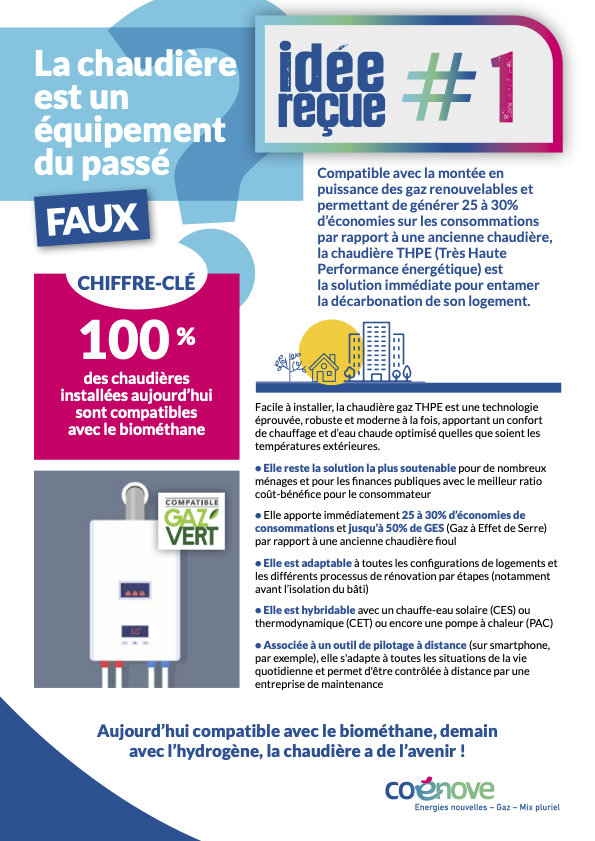 La chaudière
est un
équipement
du passé
FAUX
idée
reçue
#1
Compatible avec la montée en
puissance des gaz renouvelables et
permettant de générer 25 à 30%
d'économies sur les consommations
par rapport à une ancienne chaudière,
la chaudière THPE (Très Haute
Performance énergétique) est
la solution immédiate pour entamer
la décarbonation de son logement.
CHIFFRE-CLÉ
100 %
des chaudières
installées aujourd'hui
sont compatibles
avec le biométhane
COMPATIBLE
GAZ
VERT
Facile à installer, la chaudière gaz THPE est une technologie
éprouvée, robuste et moderne à la fois, apportant un confort
de chauffage et d'eau chaude optimisé quelles que soient les
températures extérieures.
● Elle reste la solution la plus soutenable pour de nombreux
ménages et pour les finances publiques avec le meilleur ratio
coût-bénéfice pour le consommateur
● Elle apporte immédiatement 25 à 30% d'économies de
consommations et jusqu'à 50% de GES (Gaz à Effet de Serre)
par rapport à une ancienne chaudière fioul
● Elle est adaptable à toutes les configurations de logements et
les différents processus de rénovation par étapes (notamment
avant l'isolation du bâti)
● Elle est hybridable avec un chauffe-eau solaire (CES) ou
thermodynamique (CET) ou encore une pompe à chaleur (PAC)
● Associée à un outil de pilotage à distance (sur smartphone,
par exemple), elle s'adapte à toutes les situations de la vie
quotidienne et permet d'être contrôlée à distance par une
entreprise de maintenance
Aujourd'hui compatible avec le biométhane, demain
avec l'hydrogène, la chaudière a de l'avenir !
coénove
Energies nouvelles – Gaz – Mix pluriel